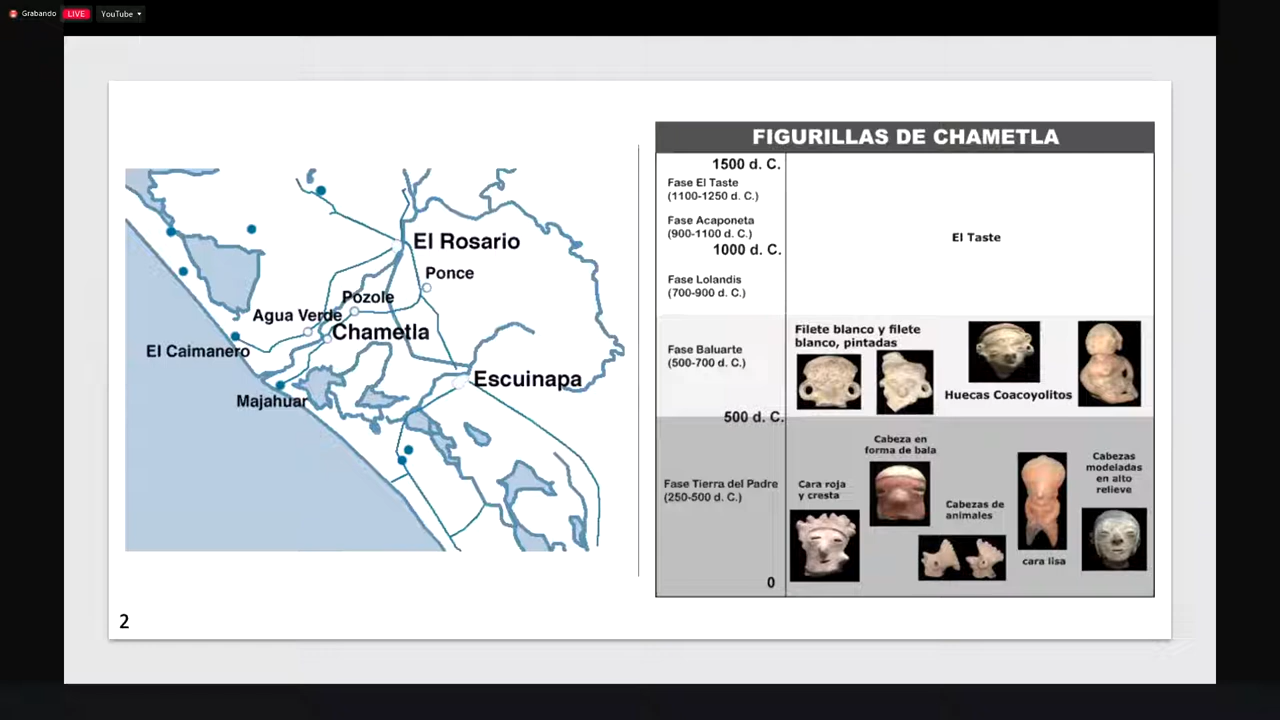 Grabando LIVE YouTube
El Rosario
Ponce
Pozole
Agua Verde
Chametla
El Caimanero
Escuinapa
Majahuar
2
FIGURILLAS DE CHAMETLA
1500 d. C.
Fase El Taste
(1100-1250 d. C.)
Fase Acaponeta
(900-1100 d. C.)
1000 d. C.
El Taste
Fase Lolandis
(700-900 d. C.)
Fase Baluarte
(500-700 d. C.)
Filete blanco y filete
blanco, pintadas
Huecas Coacoyolitos
500 d. C.
Fase Tierra del Padre
(250-500 d. C.)
Cara roja
y cresta
Cabeza en
forma de bala
Cabezas de
animales
cara lisa
Cabezas
modeladas
en alto
relieve
0